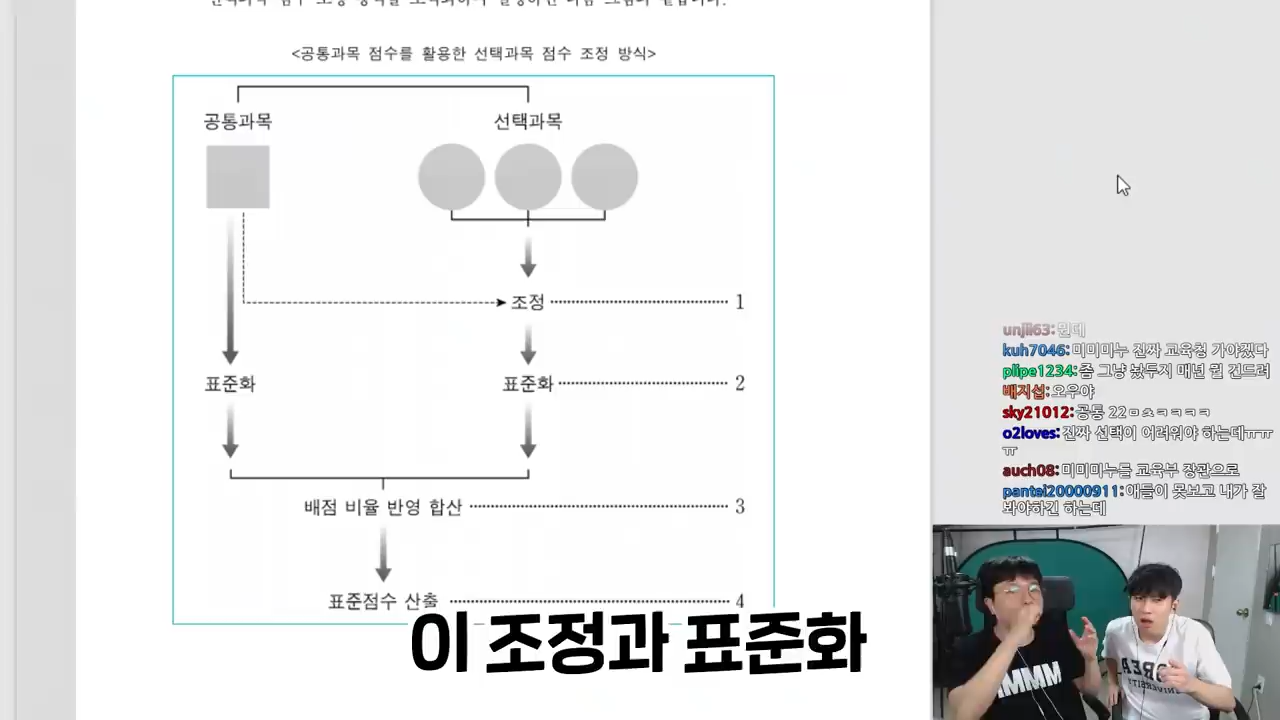 <공통과목 점수를 활용한 선택과목 점수 조정 방식>
공통과목
선택과목
조정 1
표준화
표준화 2
배점 비율 반영 합산 3
표준점수 산출 4
이 조정과 표준화
unjli63: 뭔데
kuh7046: 미미미누 진짜 교육청 가야겠다
plipe1234: 좀 그냥 놔두지 매년 뭘 건드려
배지섭: 오우야
sky21012: 공통 22ㅁㅊㅋㅋㅋㅋ
o2loves: 진짜 선택이 어려워야 하는데ㅠㅠ
ㅠ
auch08: 미미미누를 교육부 장관으로
pantei20000911: 애들이 못보고 내가 잘
봐야하긴 하는데
MMM